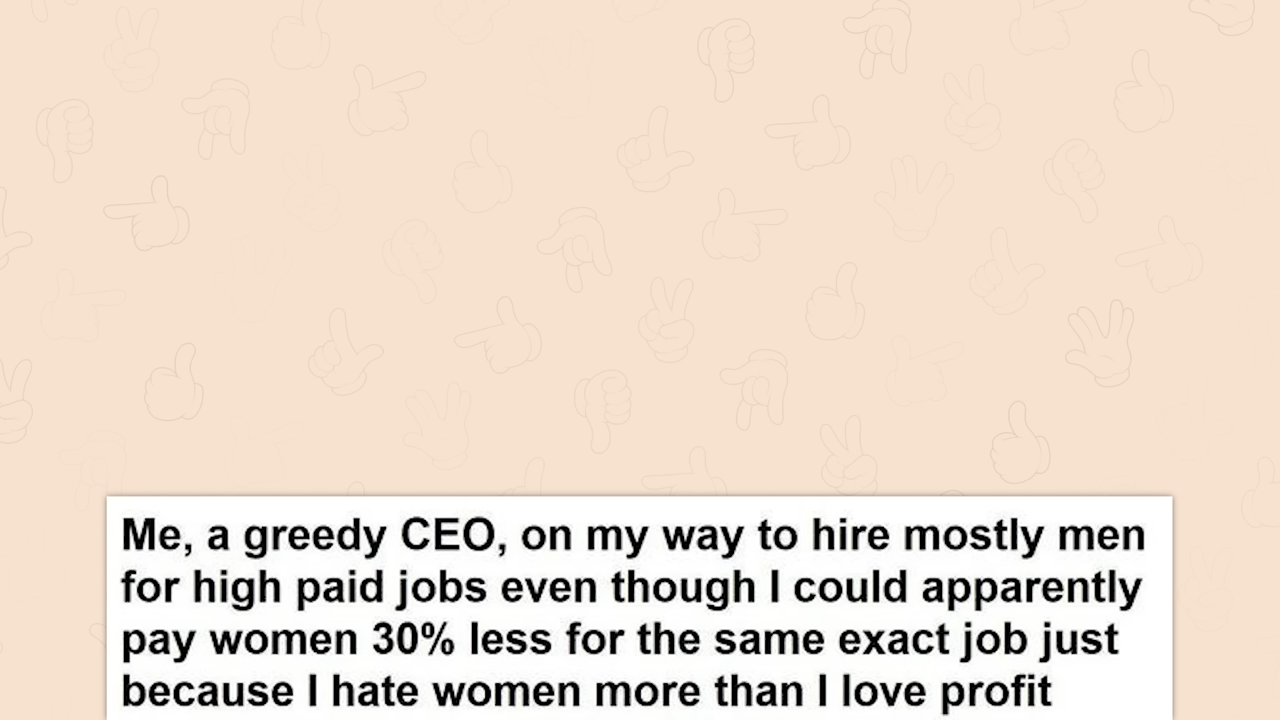 Me, a greedy CEO, on my way to hire mostly men
for high paid jobs even though I could apparently
pay women 30% less for the same exact job just
because I hate women more than I love profit